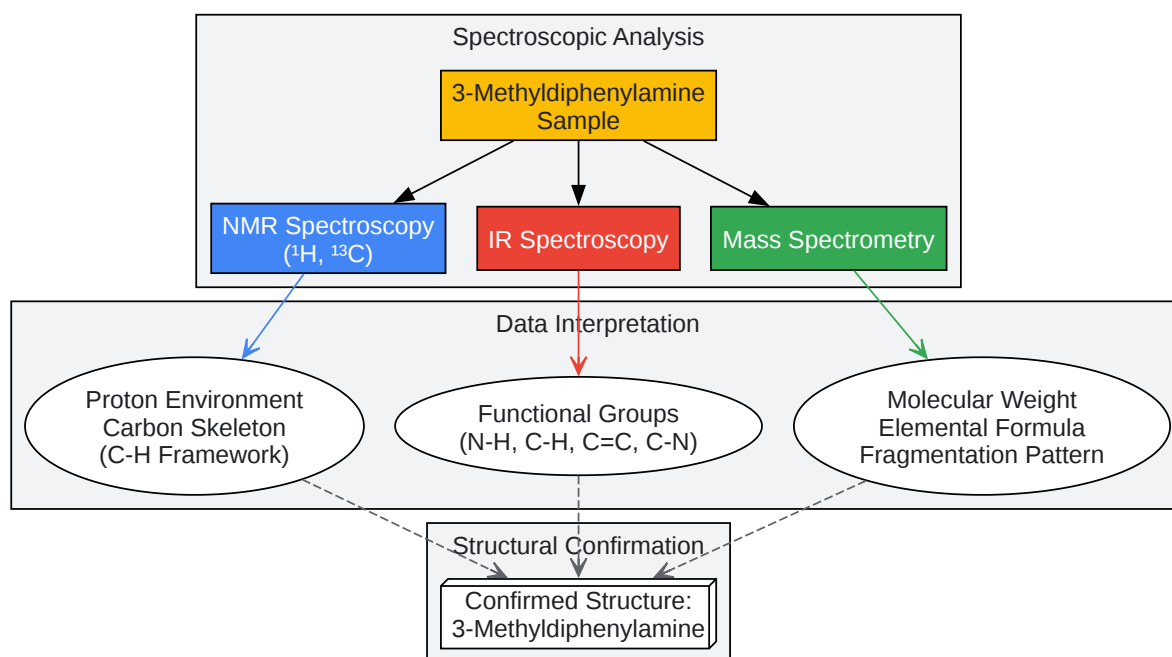 Spectroscopic Analysis
3-Methyldiphenylamine
Sample
NMR Spectroscopy
(¹H, ¹³C)
IR Spectroscopy
Mass Spectrometry
Data Interpretation
Proton Environment
Carbon Skeleton
(C-H Framework)
Functional Groups
(N-H, C-H, C=C, C-N)
Molecular Weight
Elemental Formula
Fragmentation Pattern
Structural Confirmation
Confirmed Structure:
3-Methyldiphenylamine